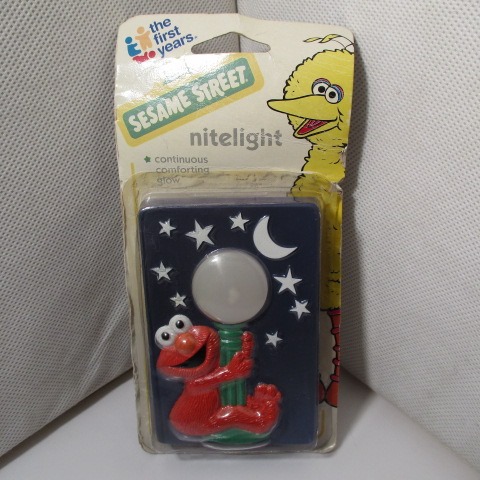 the
first
years®
SESAME STREET
nitelight
continuous
comforting
glow